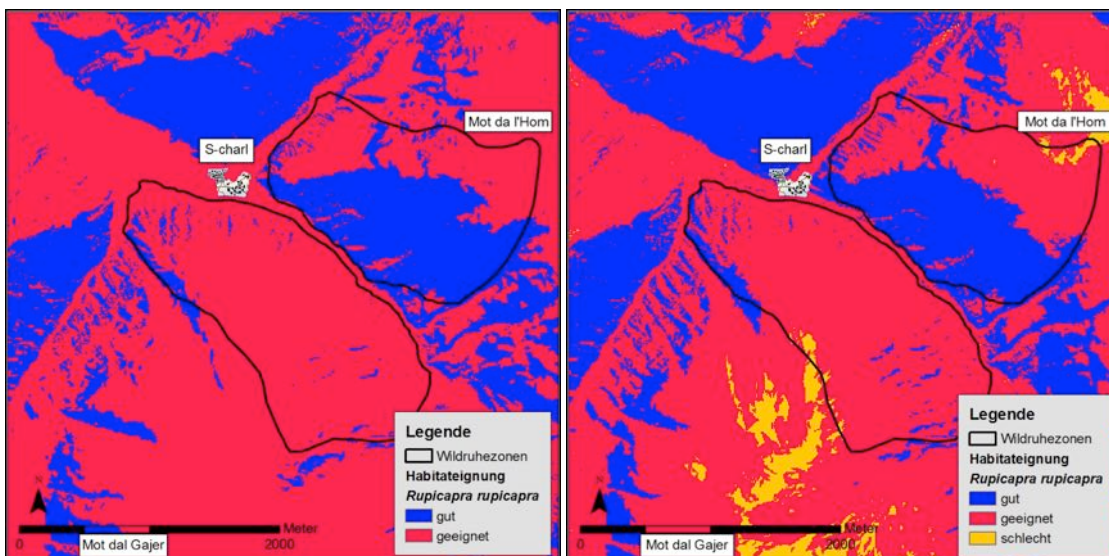 Mot da l'Hom
S-charl
Legende
Wildruhezonen
Habitateignung
Rupicapra rupicapra
gut
geeignet
N
Meter
0
2000
Mot dal Gajer
Mot da l'Hom
S-charl
Legende
Wildruhezonen
Habitateignung
Rupicapra rupicapra
gut
geeignet
schlecht
N
Meter
0
2000
Mot dal Gajer